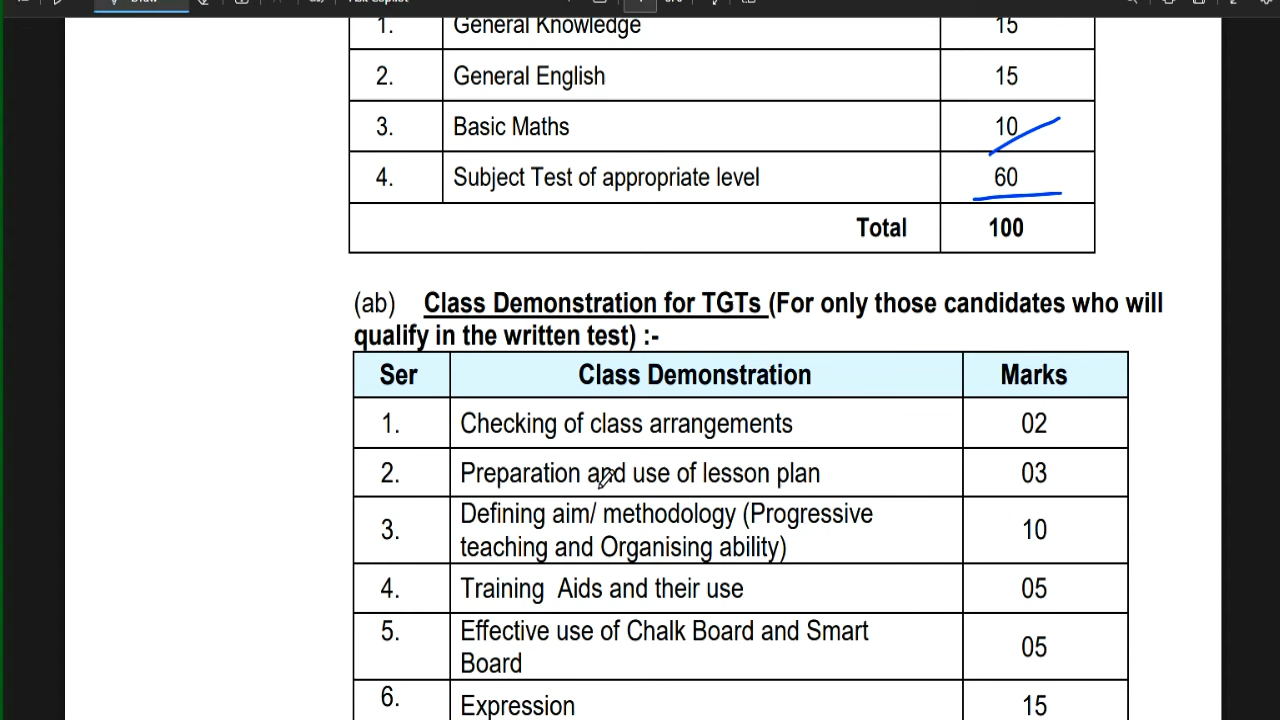 1. General Knowledge 15
2. General English 15
3. Basic Maths 10
4. Subject Test of appropriate level 60
Total 100
(ab) Class Demonstration for TGTs (For only those candidates who will
qualify in the written test) :-
Ser Class Demonstration Marks
1. Checking of class arrangements 02
2. Preparation and use of lesson plan 03
3. Defining aim/ methodology (Progressive
teaching and Organising ability) 10
4. Training Aids and their use 05
5. Effective use of Chalk Board and Smart
Board 05
6. Expression 15